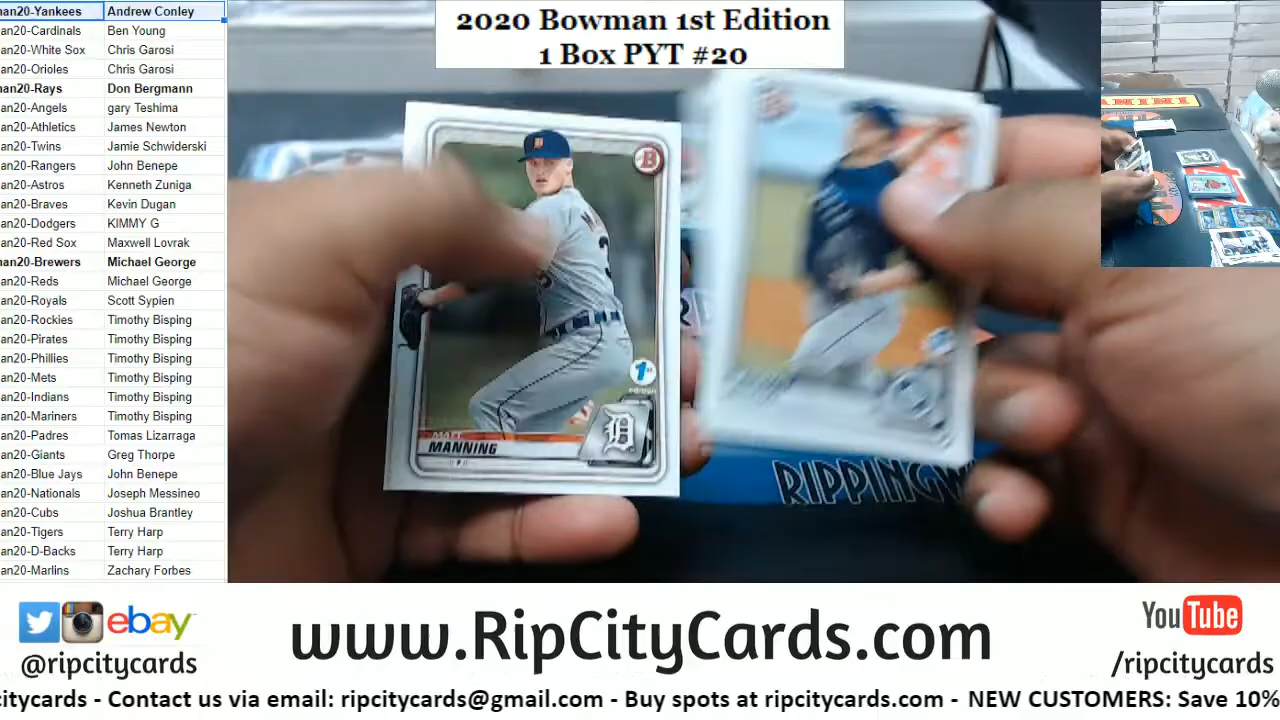 2020 Bowman 1st Edition
1 Box PYT #20
an20-Yankees Andrew Conley
an20-Cardinals Ben Young
an20-White Sox Chris Garosi
an20-Orioles Chris Garosi
an20-Rays Don Bergmann
an20-Angels gary Teshima
an20-Athletics James Newton
an20-Twins Jamie Schwiderski
an20-Rangers John Benepe
an20-Astros Kenneth Zuniga
an20-Braves Kevin Dugan
an20-Dodgers KIMMY G
an20-Red Sox Maxwell Lovrak
an20-Brewers Michael George
an20-Reds Michael George
an20-Royals Scott Sypien
an20-Rockies Timothy Bisping
an20-Pirates Timothy Bisping
an20-Phillies Timothy Bisping
an20-Mets Timothy Bisping
an20-Indians Timothy Bisping
an20-Mariners Timothy Bisping
an20-Padres Tomas Lizarraga
an20-Giants Greg Thorpe
an20-Blue Jays John Benepe
an20-Nationals Joseph Messineo
an20-Cubs Joshua Brantley
an20-Tigers Terry Harp
an20-D-Backs Terry Harp
an20-Marlins Zachary Forbes
B
1st
EDITION
D
MATT
MANNING
RIPPING
PANINI
ebay
@ripcitycards
www.RipCityCards.com
YouTube
/ripcitycards
citycards - Contact us via email: ripcitycards@gmail.com - Buy spots at ripcitycards.com - NEW CUSTOMERS: Save 10%